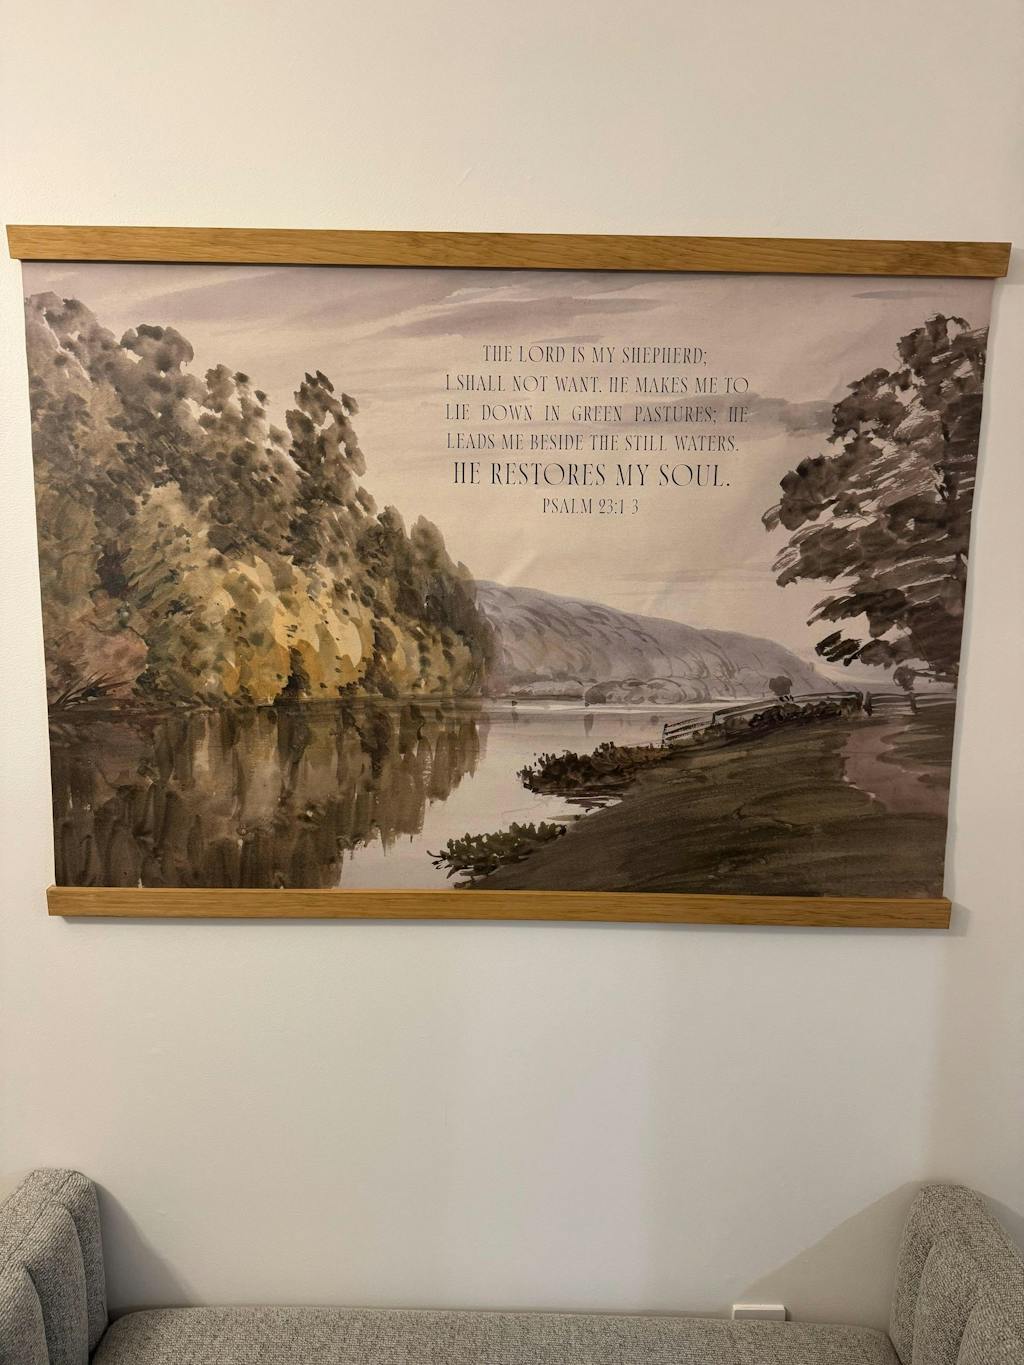 THE LORD IS MY SHEPHERD;
I SHALL NOT WANT. HE MAKES ME TO
LIE DOWN IN GREEN PASTURES; HE
LEADS ME BESIDE THE STILL WATERS.
HE RESTORES MY SOUL.
PSALM 23:1-3